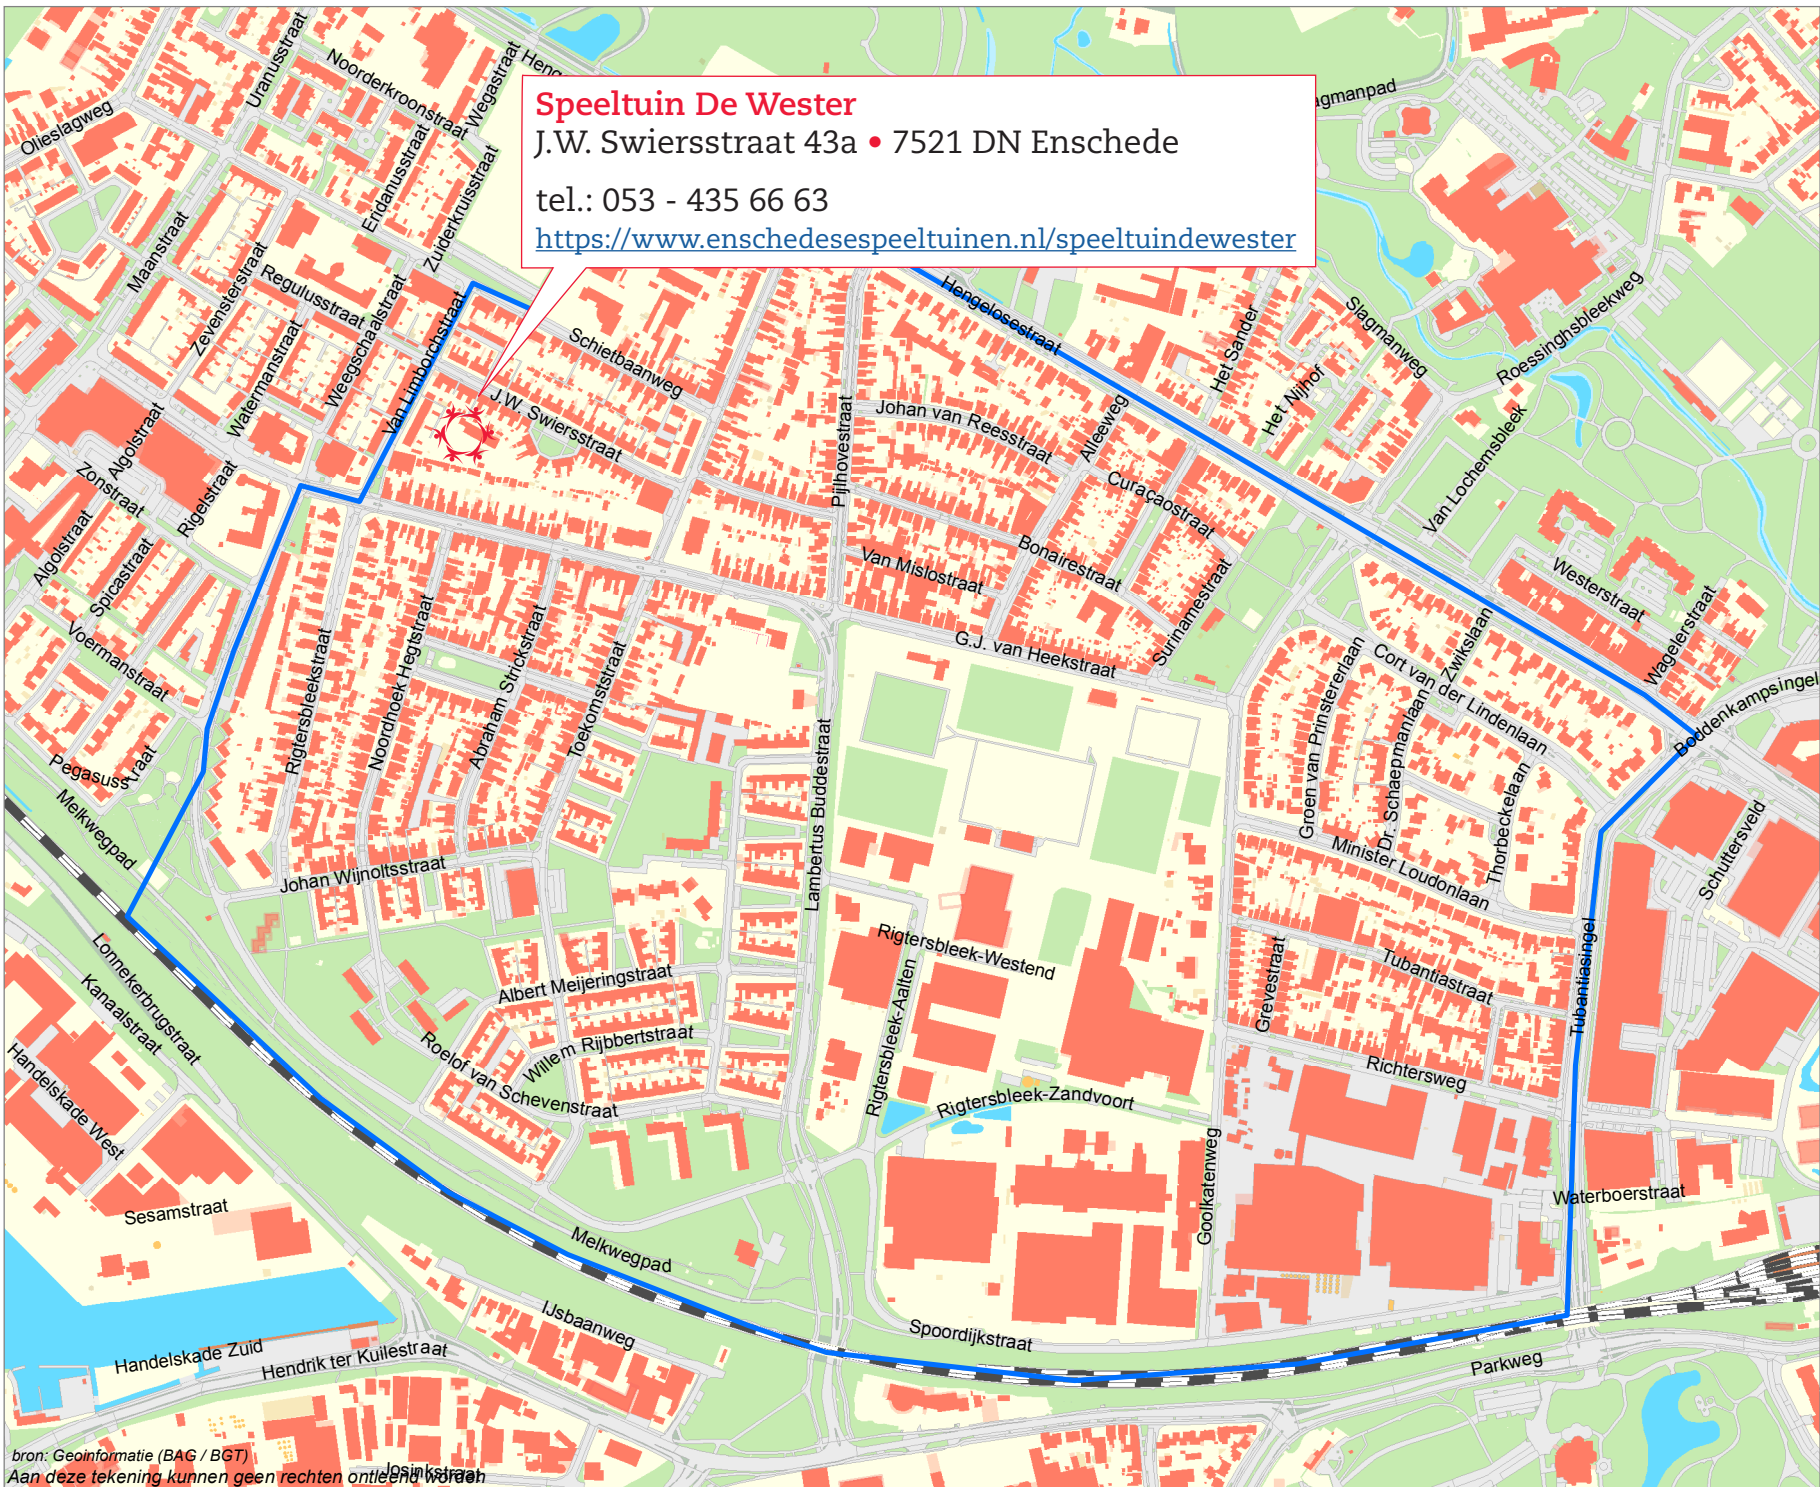 Speeltuin De Wester
J.W. Swiersstraat 43a • 7521 DN Enschede
tel.: 053 - 435 66 63
https://www.enschedesespeeltuinen.nl/speeltuindewester
Uranusstraat
Noorderkroonstraat
Wegastraat
Heng
Olieslagweg
agmanpad
Eridanusstraat
Zuiderkruisstraat
Maanstraat
Zevensterstraat
Regulusstraat
Watermanstraat
Weegschaalstraat
Van Limborchstraat
Schietbaanweg
J.W. Swiersstraat
Hengelosestraat
Het Sander
Slagmanweg
Roessinghsbleekweg
Het Nijhof
Van Lochemsbleek
Pijlhovestraat
Johan van Reesstraat
Alleeweg
Curaçaostraat
Algolstraat
Zonstraat
Rigelstraat
Algolstraat
Spicastraat
Voermanstraat
Van Mislostraat
Bonairestraat
Surinamestraat
Westerstraat
Wagelerstraat
Rigtersbleekstraat
Noordhoek Hegtstraat
Abraham Strickstraat
Toekomststraat
G.J. van Heekstraat
Groen van Prinstererlaan
Cort van der Lindenlaan
Zwikslaan
Dr. Schaepmanlaan
Boddenkampsingel
Pegasusstraat
Melkwegpad
Lambertus Buddestraat
Thorbeckelaan
Minister Loudonlaan
Schuttersveld
Johan Wijnoltsstraat
Rigtersbleek-Westend
Tubantiastraat
Tubantiasingel
Grevestraat
Lonnekerbrugstraat
Kanaalstraat
Albert Meijeringstraat
Rigtersbleek-Aalten
Willem Rijbbertstraat
Roelof van Schevenstraat
Handelskade West
Rigtersbleek-Zandvoort
Richtersweg
Goolkatenweg
Waterboerstraat
Sesamstraat
Melkwegpad
IJsbaanweg
Spoordijkstraat
Parkweg
Handelskade Zuid
Hendrik ter Kuilestraat
bron: Geoinformatie (BAG / BGT)
Aan deze tekening kunnen geen rechten ontleend worden
Josinkstraat